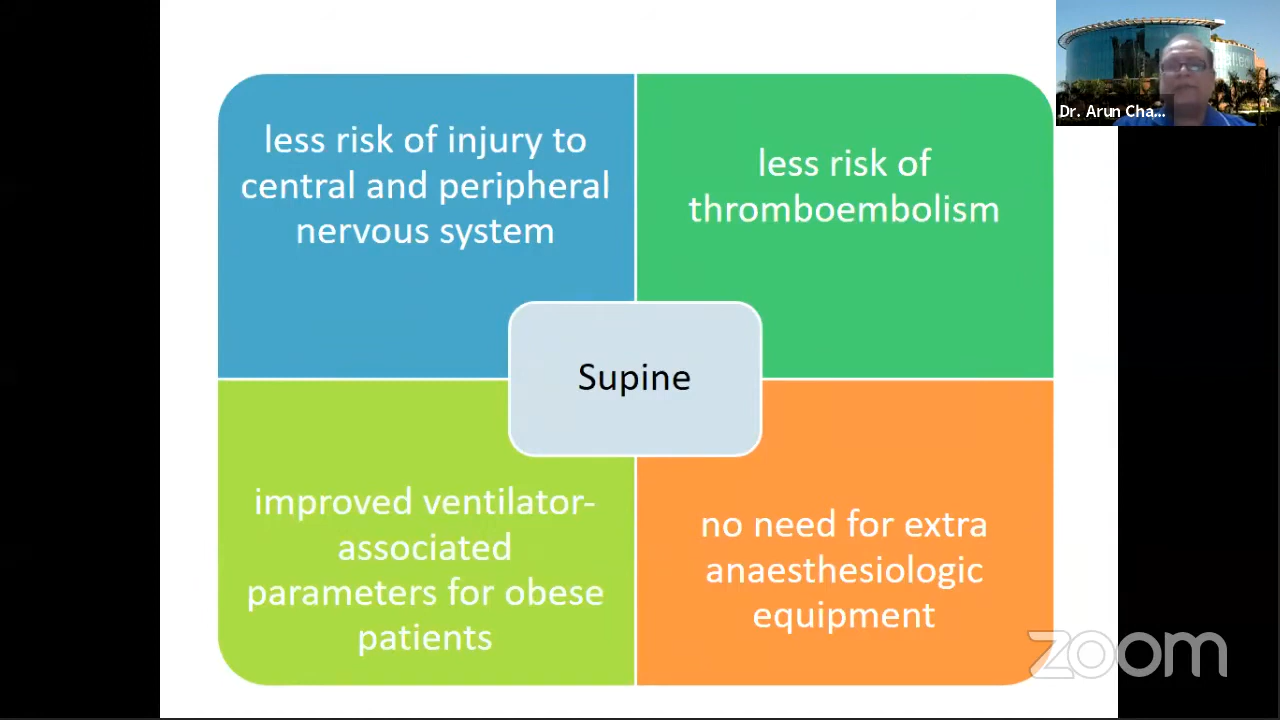 less risk of injury to
central and peripheral
nervous system
less risk of
thromboembolism
Supine
improved ventilator-
associated
parameters for obese
patients
no need for extra
anaesthesiologic
equipment
Dr. Arun Cha...
zoom